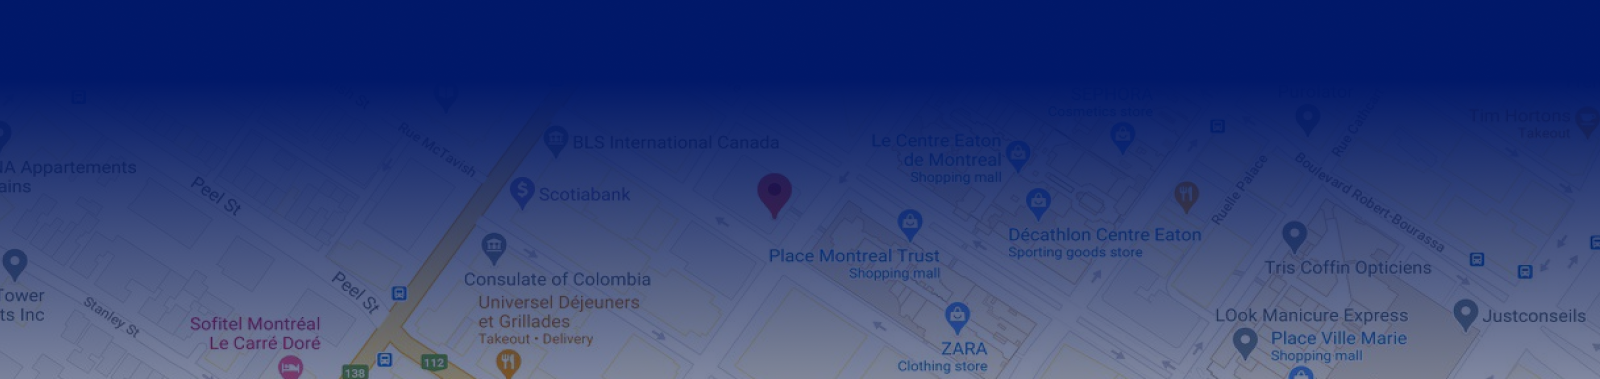 Cosmetics store
Tim Hortons
Takeout
Rue McTavish
BLS International Canada
Le Centre Eaton
de Montreal
Shopping mall
Appartements
Peel St
Scotiabank
Ruelle Palace
Boulevard Robert-Bourassa
Place Montreal Trust
Shopping mall
Décathlon Centre Eaton
Sporting goods store
Consulate of Colombia
Tris Coffin Opticiens
Peel St
Tower
ts Inc
Stanley St
Universel Déjeuners
et Grillades
Takeout • Delivery
Sofitel Montréal
Le Carré Doré
LOok Manicure Express
Justconseils
Place Ville Marie
Shopping mall
ZARA
Clothing store
138
112